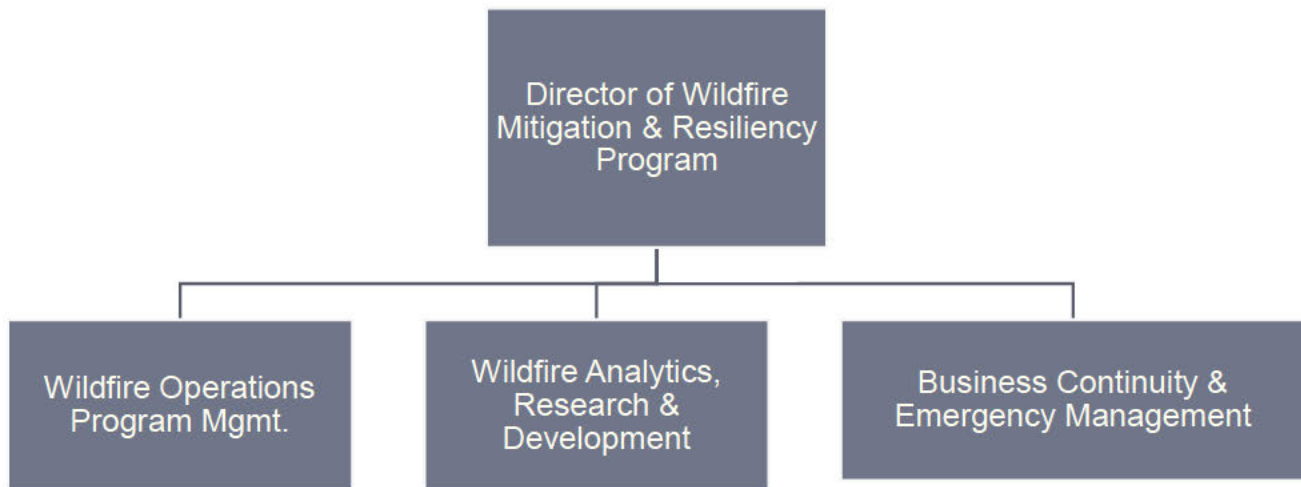 Director of Wildfire
Mitigation & Resiliency
Program
Wildfire Operations
Program Mgmt.
Wildfire Analytics,
Research &
Development
Business Continuity &
Emergency Management